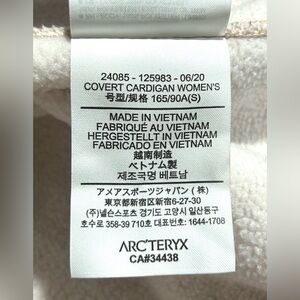 24085 - 125983 - 06/20
COVERT CARDIGAN WOMEN'S
号型/规格 165/90A(S)
MADE IN VIETNAM
FABRIQUÉ AU VIETNAM
HERGESTELLT IN VIETNAM
FABRICADO EN VIETNAM
越南制造
ベトナム製
제조국명 베트남
アメアスポーツジャパン (株)
東京都新宿区新宿6-27-30
(주)넬슨스포츠 경기도 고양시 일산동구
호수로 358-39 710호 대표번호: 1644-1708
ARC'TERYX
CA#34438